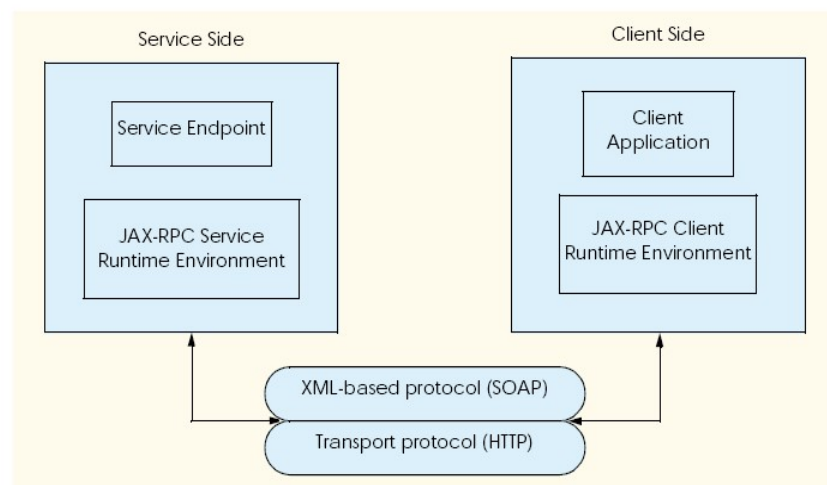 Service Side
Service Endpoint
JAX-RPC Service
Runtime Environment
Client Side
Client
Application
JAX-RPC Client
Runtime Environment
XML-based protocol (SOAP)
Transport protocol (HTTP)